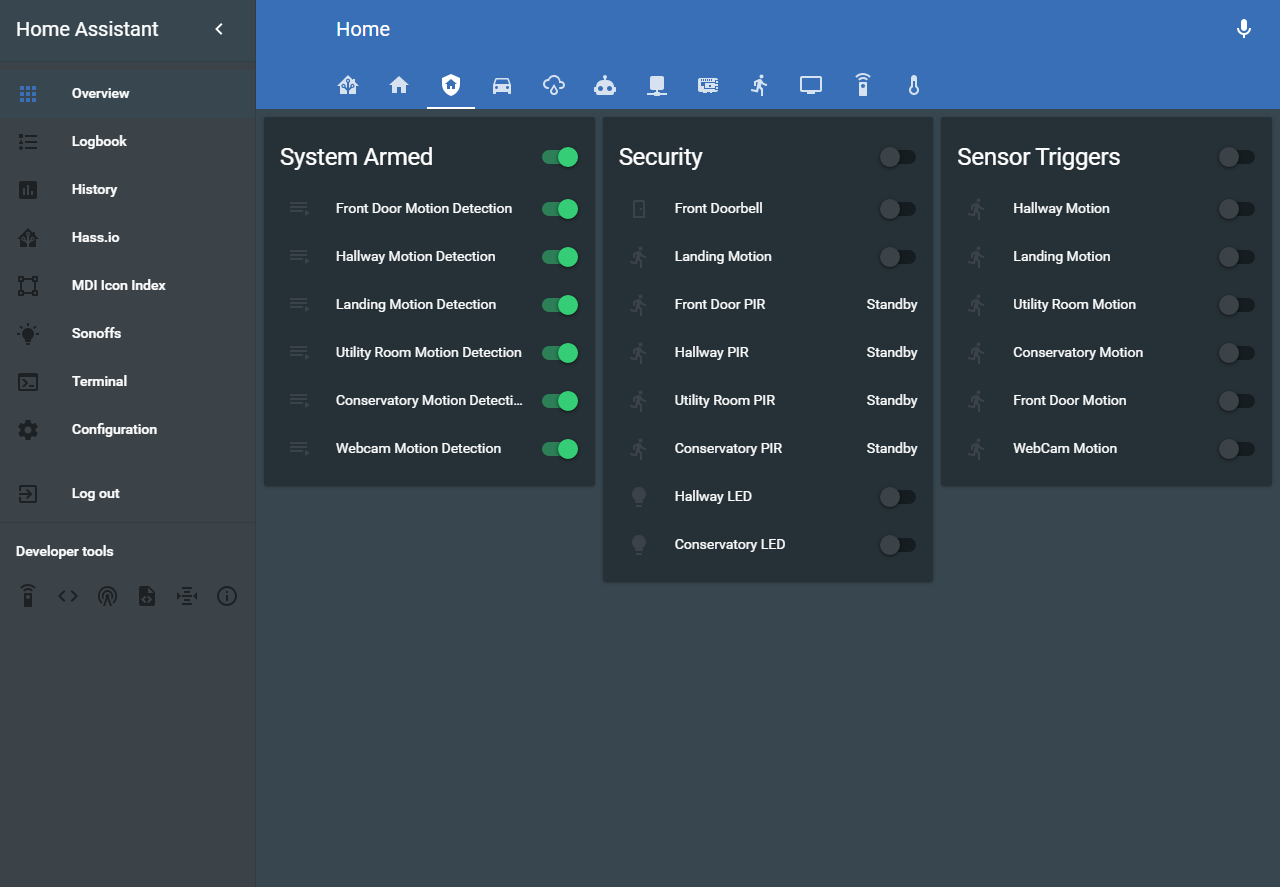 Home Assistant
Overview
Logbook
History
Hass.io
MDI Icon Index
Sonoffs
Terminal
Configuration
Log out
Developer tools
Home
System Armed
Front Door Motion Detection
Hallway Motion Detection
Landing Motion Detection
Utility Room Motion Detection
Conservatory Motion Detecti...
Webcam Motion Detection
Security
Front Doorbell
Landing Motion
Front Door PIR Standby
Hallway PIR Standby
Utility Room PIR Standby
Conservatory PIR Standby
Hallway LED
Conservatory LED
Sensor Triggers
Hallway Motion
Landing Motion
Utility Room Motion
Conservatory Motion
Front Door Motion
WebCam Motion